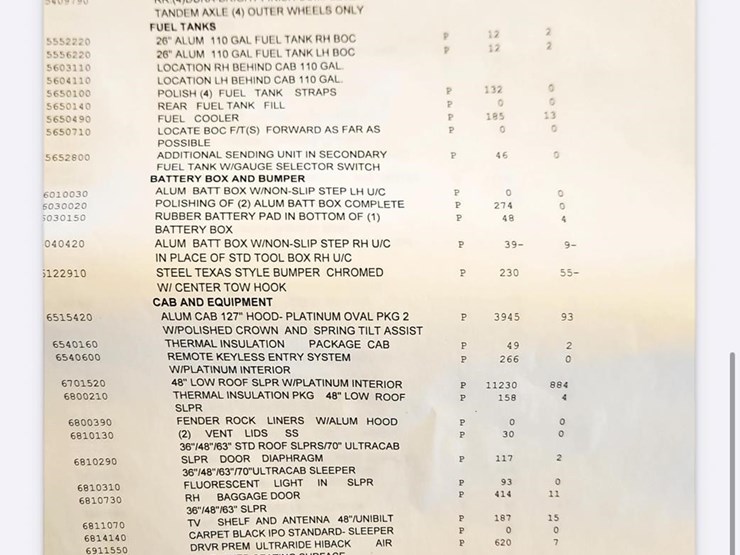 TANDEM AXLE (4) OUTER WHEELS ONLY
FUEL TANKS
5552220 26" ALUM 110 GAL FUEL TANK RH BOC P 12 2
5556220 26" ALUM 110 GAL FUEL TANK LH BOC P 12 2
5603110 LOCATION RH BEHIND CAB 110 GAL.
5604110 LOCATION LH BEHIND CAB 110 GAL.
5650100 POLISH (4) FUEL TANK STRAPS P 132 0
5650140 REAR FUEL TANK FILL P 0 0
5650490 FUEL COOLER P 185 13
5650710 LOCATE BOC F/T(S) FORWARD AS FAR AS P 0 0
POSSIBLE
5652800 ADDITIONAL SENDING UNIT IN SECONDARY P 46 0
FUEL TANK W/GAUGE SELECTOR SWITCH
BATTERY BOX AND BUMPER
6010030 ALUM BATT BOX W/NON-SLIP STEP LH U/C P 0 0
6030020 POLISHING OF (2) ALUM BATT BOX COMPLETE P 274 0
6030150 RUBBER BATTERY PAD IN BOTTOM OF (1) P 48 4
BATTERY BOX
040420 ALUM BATT BOX W/NON-SLIP STEP RH U/C P 39- 9-
IN PLACE OF STD TOOL BOX RH U/C
6122910 STEEL TEXAS STYLE BUMPER CHROMED P 230 55-
W/ CENTER TOW HOOK
CAB AND EQUIPMENT
6515420 ALUM CAB 127" HOOD- PLATINUM OVAL PKG 2 P 3945 93
W/POLISHED CROWN AND SPRING TILT ASSIST
6540160 THERMAL INSULATION PACKAGE CAB P 49 2
6540600 REMOTE KEYLESS ENTRY SYSTEM P 266 0
W/PLATINUM INTERIOR
6701520 48" LOW ROOF SLPR W/PLATINUM INTERIOR P 11230 884
6800210 THERMAL INSULATION PKG 48" LOW ROOF P 158 4
SLPR
6800390 FENDER ROCK LINERS W/ALUM HOOD P 0 0
6810130 (2) VENT LIDS SS P 30 0
36"/48"/63" STD ROOF SLPRS/70" ULTRACAB
6810290 SLPR DOOR DIAPHRAGM P 117 2
36"/48"/63"/70"ULTRACAB SLEEPER
6810310 FLUORESCENT LIGHT IN SLPR P 93 0
6810730 RH BAGGAGE DOOR P 414 11
36"/48"/63" SLPR
6811070 TV SHELF AND ANTENNA 48"/UNIBILT P 187 15
6814140 CARPET BLACK IPO STANDARD- SLEEPER P 0 0
6911550 DRVR PREM ULTRARIDE HIBACK AIR P 620 7